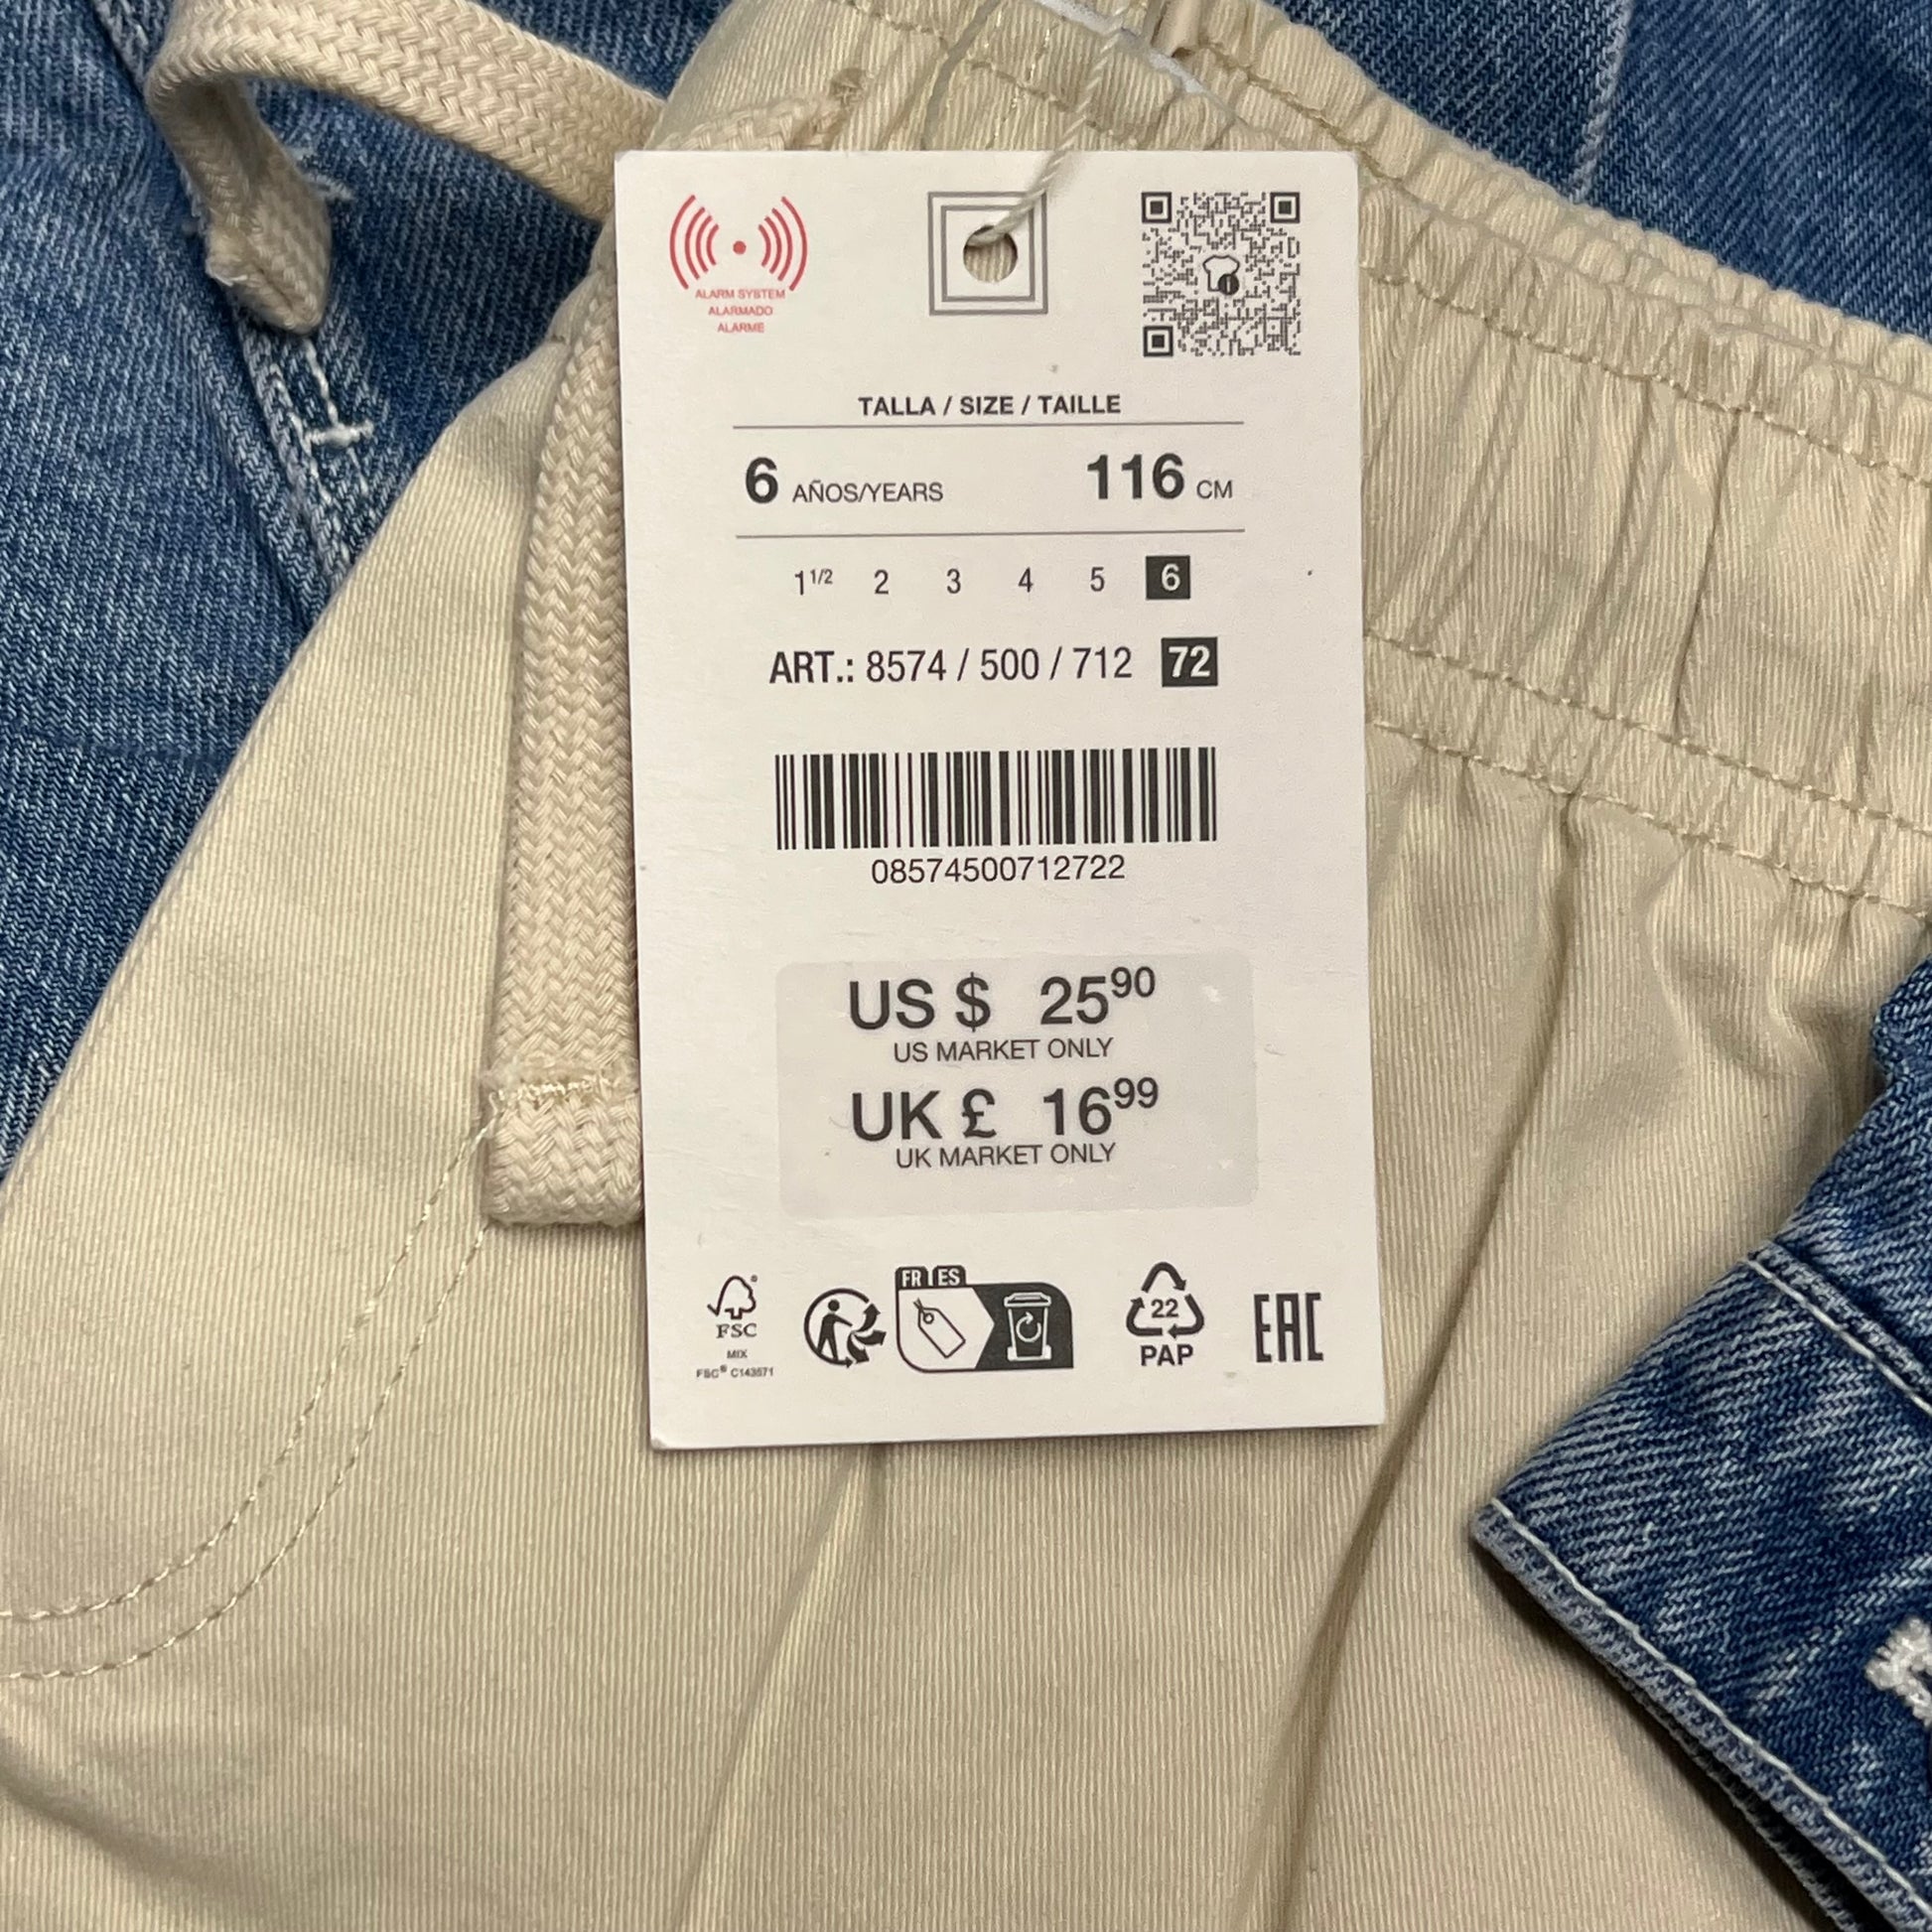 ALARM SYSTEM
ALARMADO
ALARME
TALLA / SIZE / TAILLE
6 AÑOS/YEARS 116 CM
1 1/2 2 3 4 5 6
ART.: 8574 / 500 / 712 72
08574500712722
US $ 25 90
US MARKET ONLY
UK £ 16 99
UK MARKET ONLY
FR ES
22
PAP
EAC
FSC
MIX
FSC® C143571